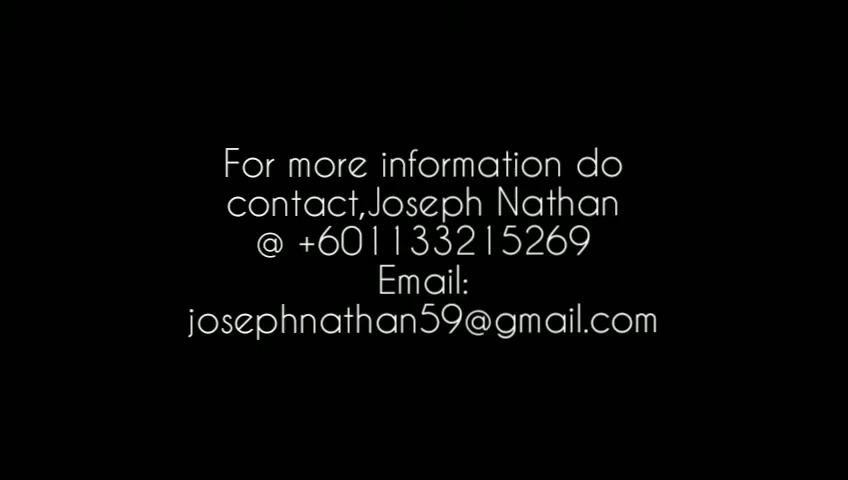 For more information do
contact,Joseph Nathan
@ +601133215269
Email:
josephnathan59@gmail.com